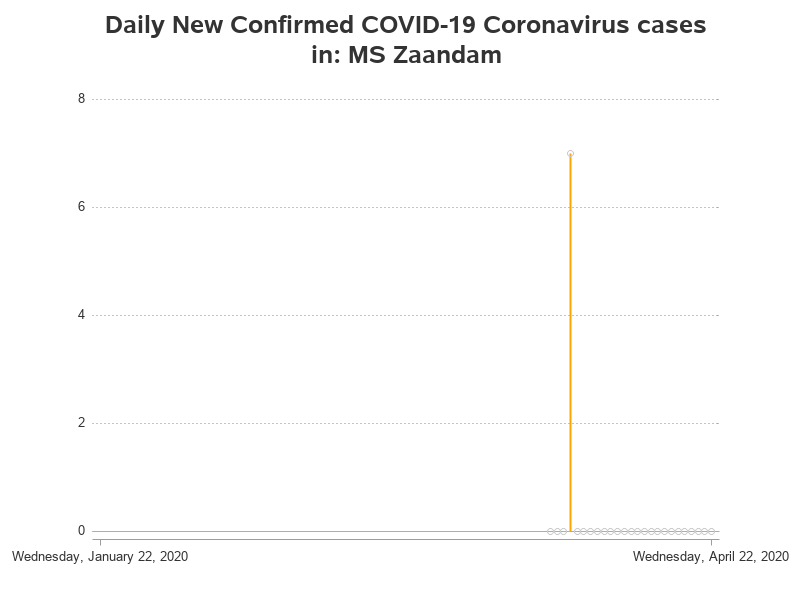 Daily New Confirmed COVID-19 Coronavirus cases
in: MS Zaandam
8
6
4
2
0
Wednesday, January 22, 2020
Wednesday, April 22, 2020